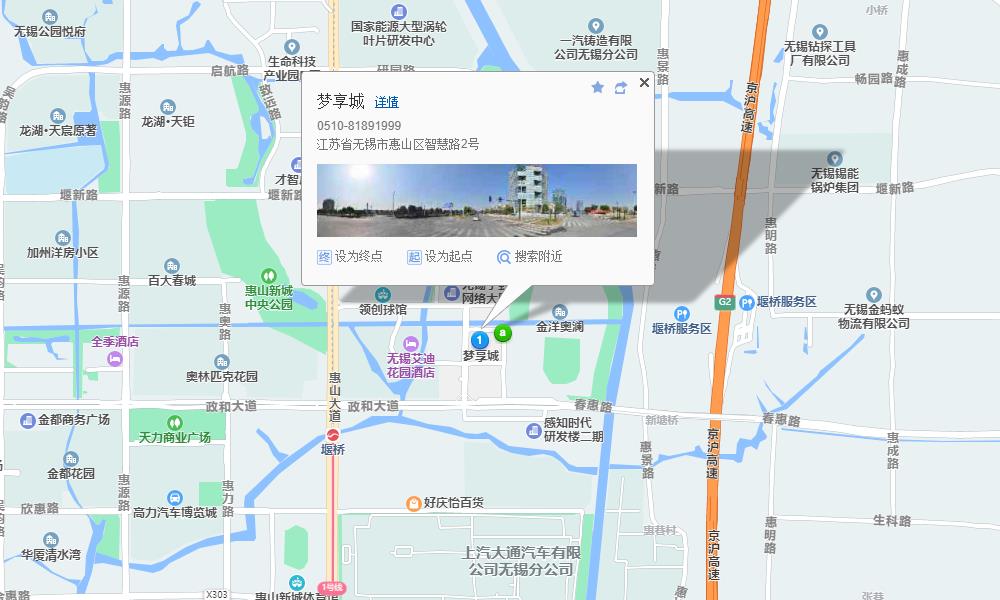 无锡公园悦府
国家能源大型涡轮
叶片研发中心
一汽铸造有限
公司无锡分公司
小桥
无锡钻探工具
厂有限公司
畅园路
惠成路
惠景路
京沪高速
生命科技
产业园
启航路
研园路
惠源路
致远路
龙湖·天宸原著
龙湖·天钜
梦享城 详情
0510-81891999
江苏省无锡市惠山区智慧路2号
终 设为终点
起 设为起点
搜索附近
堰新路
堰新路
堰新路
无锡锡能
锅炉集团
惠明路
加州洋房小区
百大春城
惠山新城
中央公园
惠源路
惠奥路
领创球馆
网络大
金洋奥澜
G2
堰桥服务区
堰桥服务区
无锡金蚂蚁
物流有限公司
全季酒店
无锡艾迪
花园酒店
1
a
梦享城
奥林匹克花园
惠山大道
政和大道
政和大道
春惠路
新塘桥
春惠路
金都商务广场
天力商业广场
堰桥
感知时代
研发楼二期
惠景路
京沪高速
惠成路
金都花园
惠源路
惠力路
欣惠路
高力汽车博览城
好庆怡百货
惠巷村
惠明路
生科路
华厦清水湾
上汽大通汽车有限
公司无锡分公司
京沪高速
X303
惠山新城体育馆
1号线
张巷